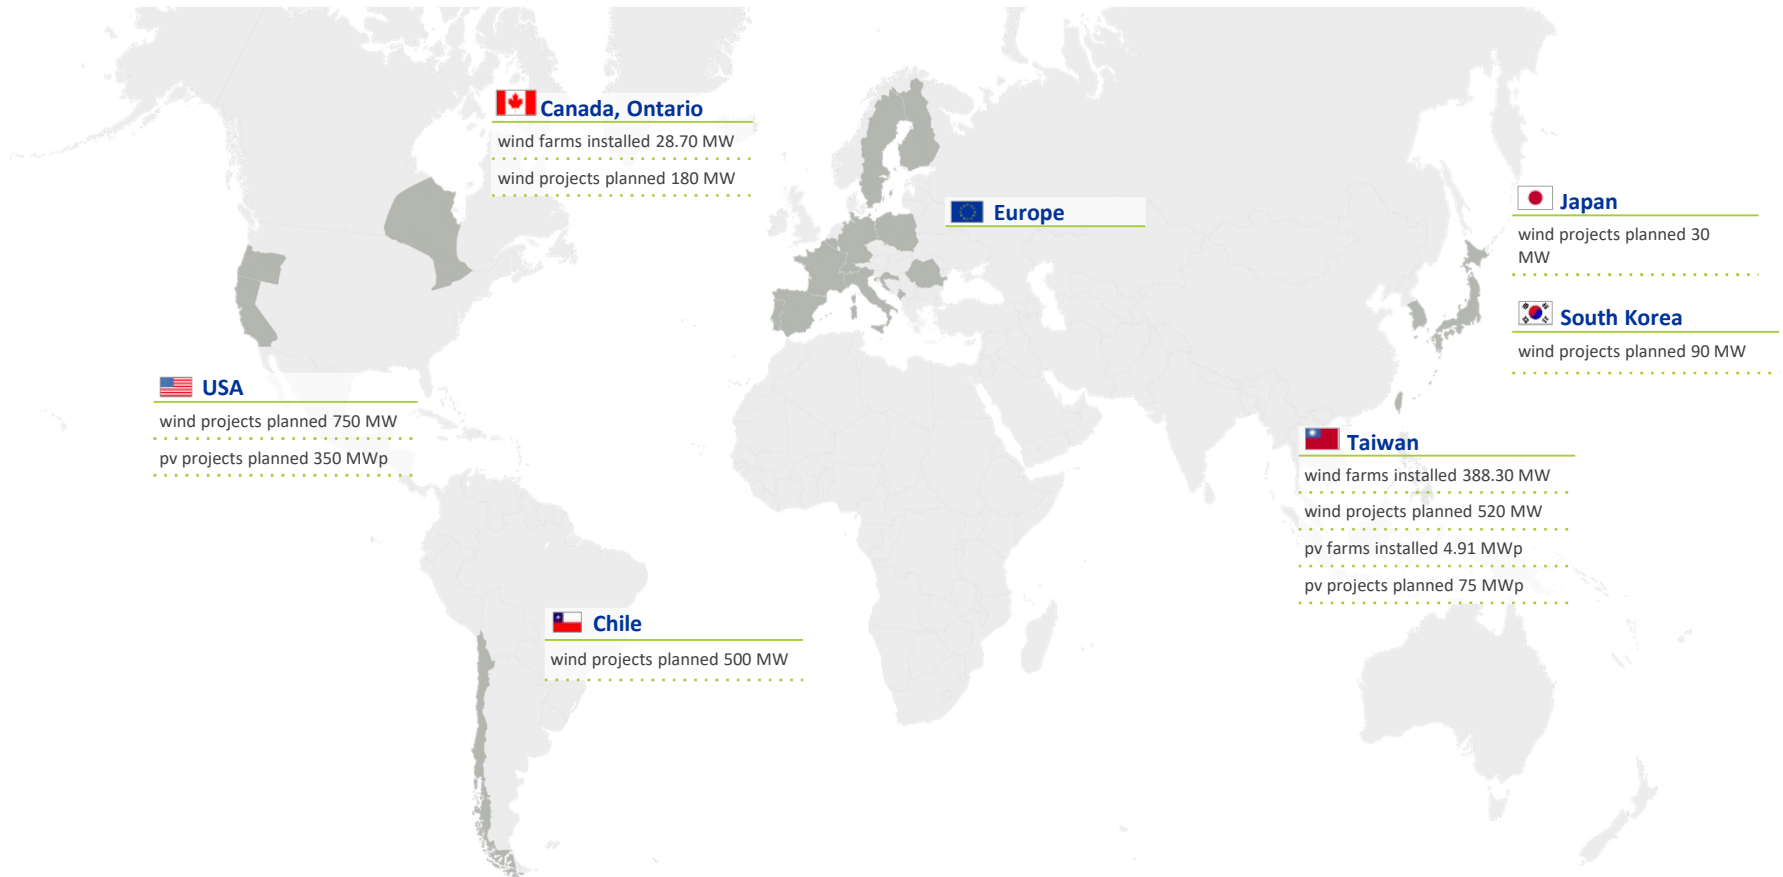 Canada, Ontario
wind farms installed 28.70 MW
wind projects planned 180 MW
Europe
Japan
wind projects planned 30
MW
South Korea
wind projects planned 90 MW
USA
wind projects planned 750 MW
pv projects planned 350 MWp
Taiwan
wind farms installed 388.30 MW
wind projects planned 520 MW
pv farms installed 4.91 MWp
pv projects planned 75 MWp
Chile
wind projects planned 500 MW